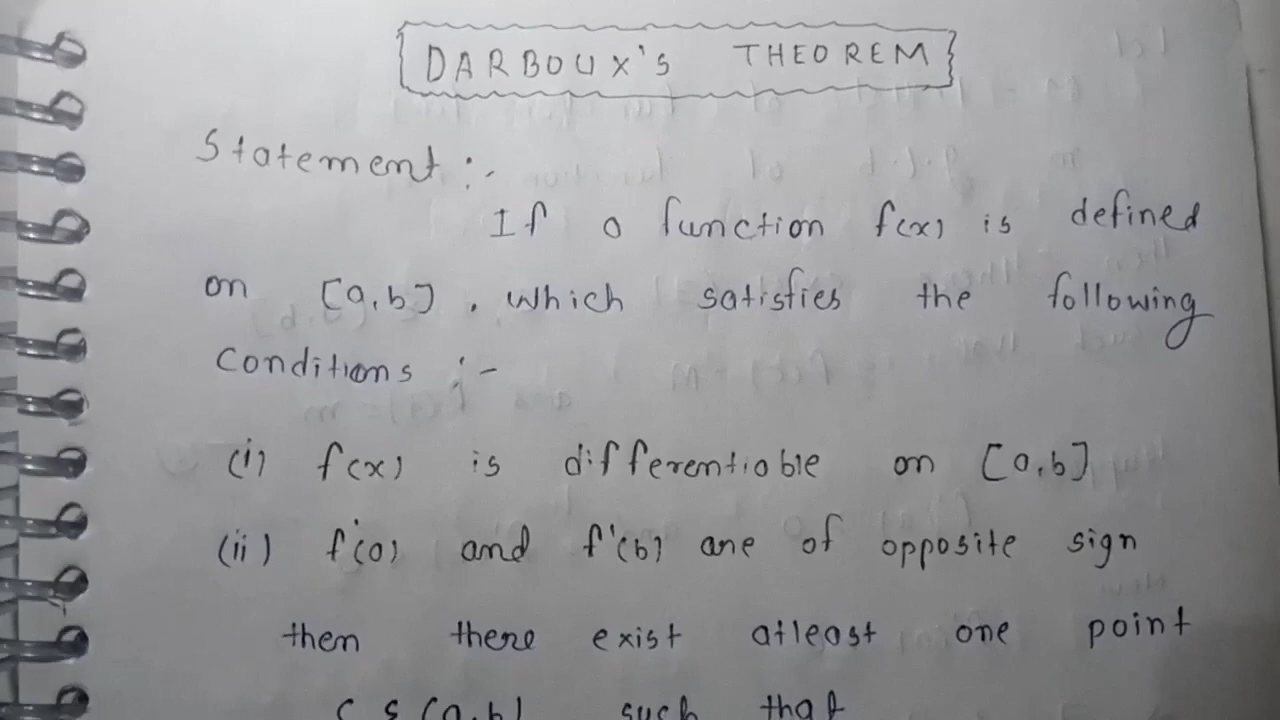 DARBOUX's THEOREM
Statement :-
If a function f(x) is defined
on [a,b] , which satisfies the following
Conditions :-
(i) f(x) is differentiable on [a,b]
(ii) f'(a) and f'(b) are of opposite sign
then there exist atleast one point
c ε (a,b) such that